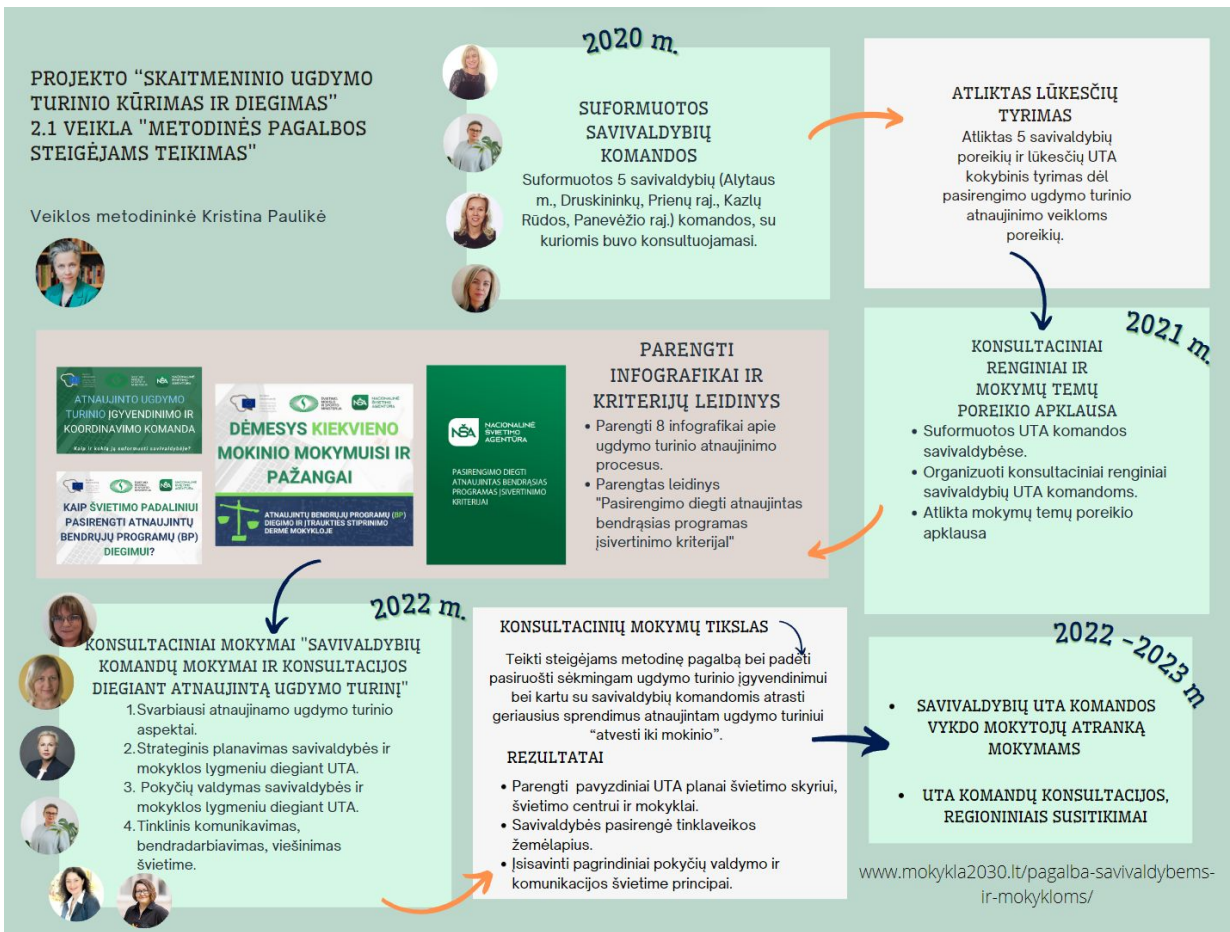 PROJEKTO "SKAITMENINIO UGDYMO
TURINIO KŪRIMAS IR DIEGIMAS"
2.1 VEIKLA "METODINĖS PAGALBOS
STEIGĖJAMS TEIKIMAS"
Veiklos metodininkė Kristina Paulikė
2020 m.
SUFORMUOTOS
SAVIVALDYBIŲ
KOMANDOS
Suformuotos 5 savivaldybių (Alytaus
m., Druskininkų, Prienų raj., Kazlų
Rūdos, Panevėžio raj.) komandos, su
kuriomis buvo konsultuojamasi.
ATLIKTAS LŪKESČIŲ
TYRIMAS
Atliktas 5 savivaldybių
poreikių ir lūkesčių UTA
kokybinis tyrimas dėl
pasirengimo ugdymo turinio
atnaujinimo veikloms
poreikių.
2021 m.
KONSULTACINIAI
RENGINIAI IR
MOKYMŲ TEMŲ
POREIKIO APKLAUSA
• Suformuotos UTA komandos
savivaldybėse.
• Organizuoti konsultaciniai renginiai
savivaldybių UTA komandoms.
• Atlikta mokymų temų poreikio
apklausa
PARENGTI
INFOGRAFIKAI IR
KRITERIJŲ LEIDINYS
• Parengti 8 infografikai apie
ugdymo turinio atnaujinimo
procesus.
• Parengtas leidinys
"Pasirengimo diegti atnaujintas
bendrąsias programas
įsivertinimo kriterijai"
ATNAUJINTO UGDYMO
TURINIO ĮGYVENDINIMO IR
KOORDINAVIMO KOMANDA
Kaip ir kokią ją suformuoti savivaldybėje?
KAIP ŠVIETIMO PADALINIUI
PASIRENGTI ATNAUJINTŲ
BENDRŲJŲ PROGRAMŲ (BP)
DIEGIMUI?
NŠA
NACIONALINĖ
ŠVIETIMO
AGENTŪRA
DĖMESYS KIEKVIENO
MOKINIO MOKYMUISI IR
PAŽANGAI
ATNAUJINTŲ BENDRŲJŲ PROGRAMŲ (BP)
DIEGIMO IR ĮTRAUKTIES STIPRINIMO
DERMĖ MOKYKLOJE
NŠA
NACIONALINĖ
ŠVIETIMO
AGENTŪRA
PASIRENGIMO DIEGTI
ATNAUJINTAS BENDRĄSIAS
PROGRAMAS ĮSIVERTINIMO
KRITERIJAI
2022 m.
KONSULTACINIAI MOKYMAI "SAVIVALDYBIŲ
KOMANDŲ MOKYMAI IR KONSULTACIJOS
DIEGIANT ATNAUJINTĄ UGDYMO TURINĮ"
1.Svarbiausi atnaujinamo ugdymo turinio
aspektai.
2.Strateginis planavimas savivaldybės ir
mokyklos lygmeniu diegiant UTA.
3. Pokyčių valdymas savivaldybės ir
mokyklos lygmeniu diegiant UTA.
4.Tinklinis komunikavimas,
bendradarbiavimas, viešinimas
švietime.
KONSULTACINIŲ MOKYMŲ TIKSLAS
Teikti steigėjams metodinę pagalbą bei padėti
pasiruošti sėkmingam ugdymo turinio įgyvendinimui
bei kartu su savivaldybių komandomis atrasti
geriausius sprendimus atnaujintam ugdymo turiniui
“atvesti iki mokinio”.
REZULTATAI
• Parengti pavyzdiniai UTA planai švietimo skyriui,
švietimo centrui ir mokyklai.
• Savivaldybės pasirengė tinklaveikos
žemėlapius.
• Įsisavinti pagrindiniai pokyčių valdymo ir
komunikacijos švietime principai.
2022 -2023 m
• SAVIVALDYBIŲ UTA KOMANDOS
VYKDO MOKYTOJŲ ATRANKĄ
MOKYMAMS
• UTA KOMANDŲ KONSULTACIJOS,
REGIONINIAIS SUSITIKIMAI
www.mokykla2030.lt/pagalba-savivaldybems-
ir-mokykloms/